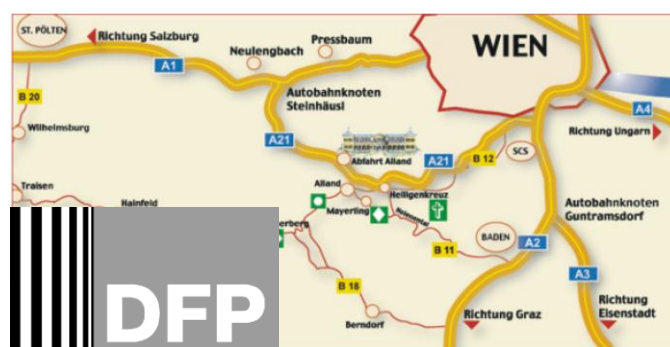 ST. PÖLTEN
Richtung Salzburg
Pressbaum
Neulengbach
WIEN
A1
B 20
Autobahnknoten
Steinhäusl
A4
Wilhelmsburg
A21
Richtung Ungarn
Abfahrt Alland
A21
B 12
SCS
Traisen
Hainfeld
Alland
Heiligenkreuz
Mayerling
Helenental
Autobahnknoten
Guntramsdorf
BADEN
A2
B 11
A3
B 18
DFP
Berndorf
Richtung Graz
Richtung
Eisenstadt